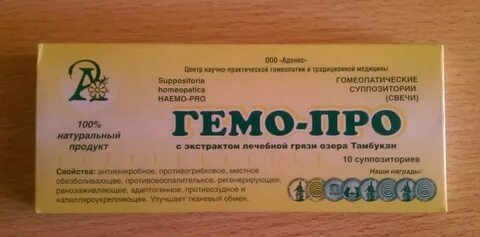 ООО «Адонис»
Центр научно-практической гомеопатии и традиционной медицины
Suppositoria
homeopatica
HAEMO-PRO
ГОМЕОПАТИЧЕСКИЕ
СУППОЗИТОРИИ
(СВЕЧИ)
А
100%
натуральный
продукт
ГЕМО-ПРО
с экстрактом лечебной грязи озера Тамбукан
10 суппозиториев
Свойства: антимикробное, противогрибковое, местное
обезболивающее, противовоспалительное, регенерирующее,
ранозаживляющее, адаптогенное, противозудное и
капилляроукрепляющее. Улучшает тканевый обмен.
Наши награды: